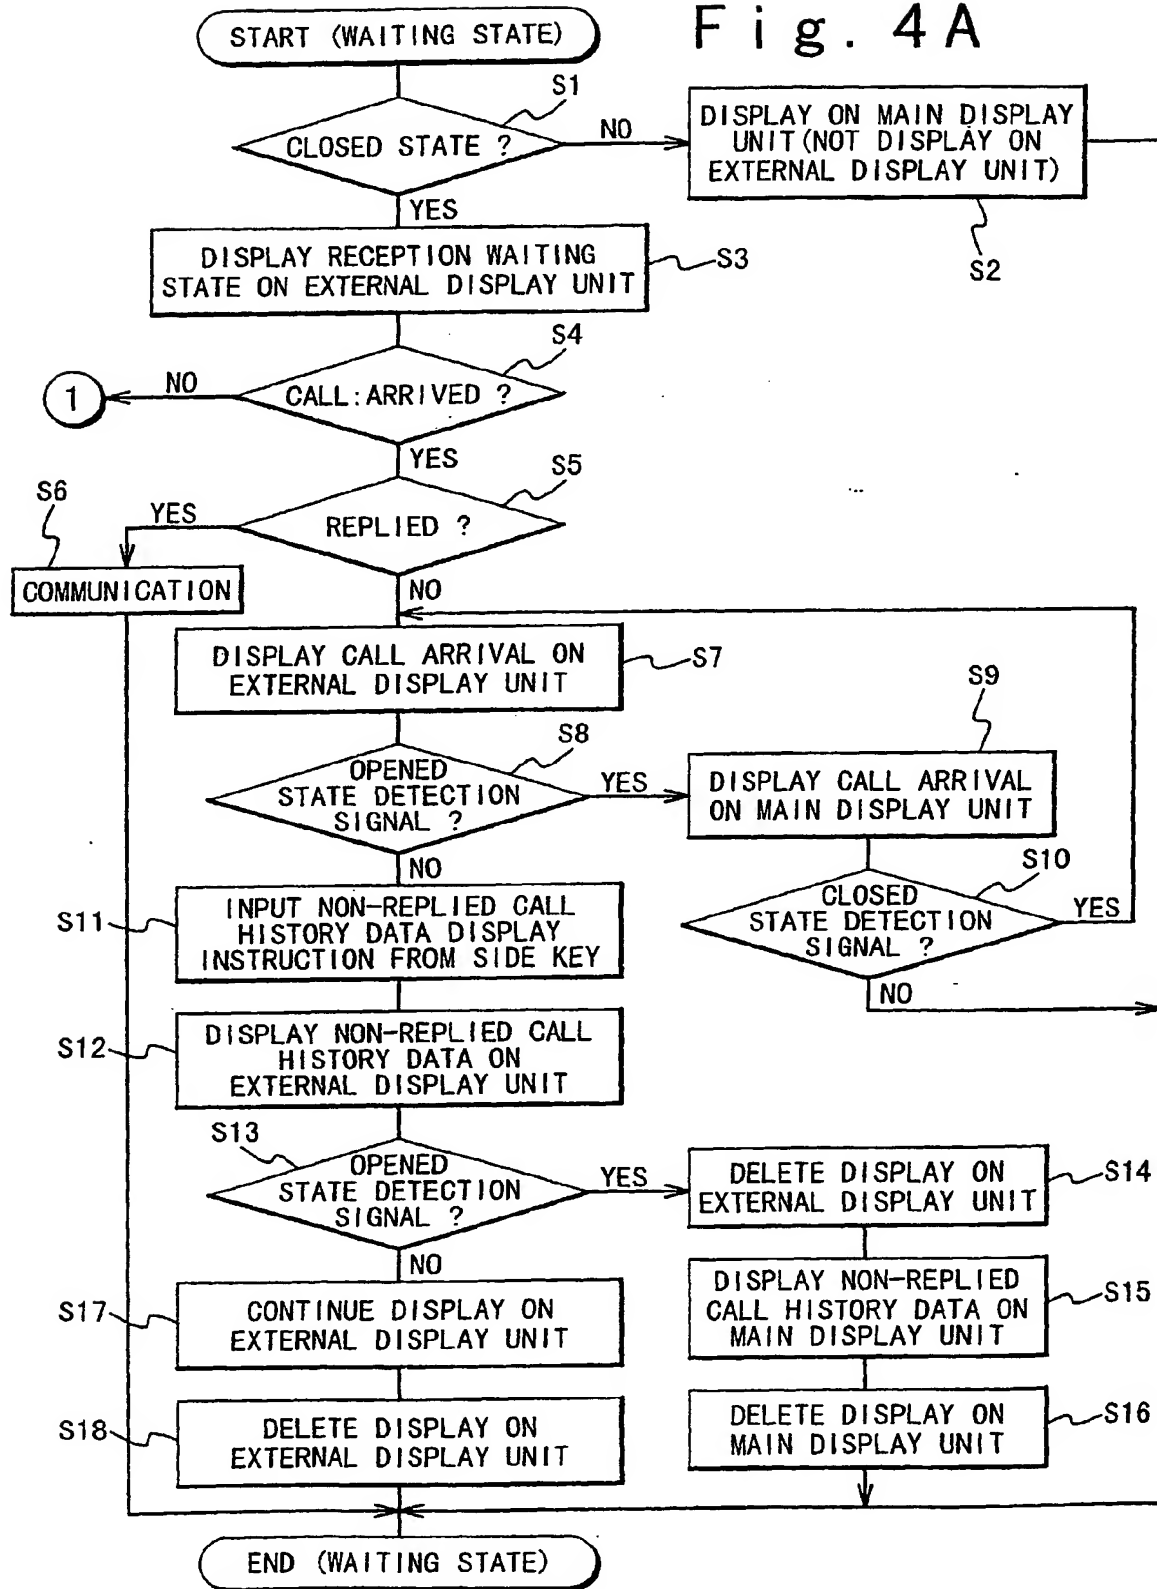 Fig. 4A
START (WAITING STATE)
S1
CLOSED STATE ?
NO
DISPLAY ON MAIN DISPLAY
UNIT(NOT DISPLAY ON
EXTERNAL DISPLAY UNIT)
S2
YES
DISPLAY RECEPTION WAITING
STATE ON EXTERNAL DISPLAY UNIT
S3
S4
CALL:ARRIVED ?
NO
1
YES
S5
REPLIED ?
YES
S6
COMMUNICATION
NO
DISPLAY CALL ARRIVAL ON
EXTERNAL DISPLAY UNIT
S7
S8
OPENED
STATE DETECTION
SIGNAL ?
YES
S9
DISPLAY CALL ARRIVAL
ON MAIN DISPLAY UNIT
S10
CLOSED
STATE DETECTION
SIGNAL ?
YES
NO
NO
S11
INPUT NON-REPLIED CALL
HISTORY DATA DISPLAY
INSTRUCTION FROM SIDE KEY
S12
DISPLAY NON-REPLIED CALL
HISTORY DATA ON
EXTERNAL DISPLAY UNIT
S13
OPENED
STATE DETECTION
SIGNAL ?
YES
DELETE DISPLAY ON
EXTERNAL DISPLAY UNIT
S14
DISPLAY NON-REPLIED
CALL HISTORY DATA ON
MAIN DISPLAY UNIT
S15
DELETE DISPLAY ON
MAIN DISPLAY UNIT
S16
NO
S17
CONTINUE DISPLAY ON
EXTERNAL DISPLAY UNIT
S18
DELETE DISPLAY ON
EXTERNAL DISPLAY UNIT
END (WAITING STATE)